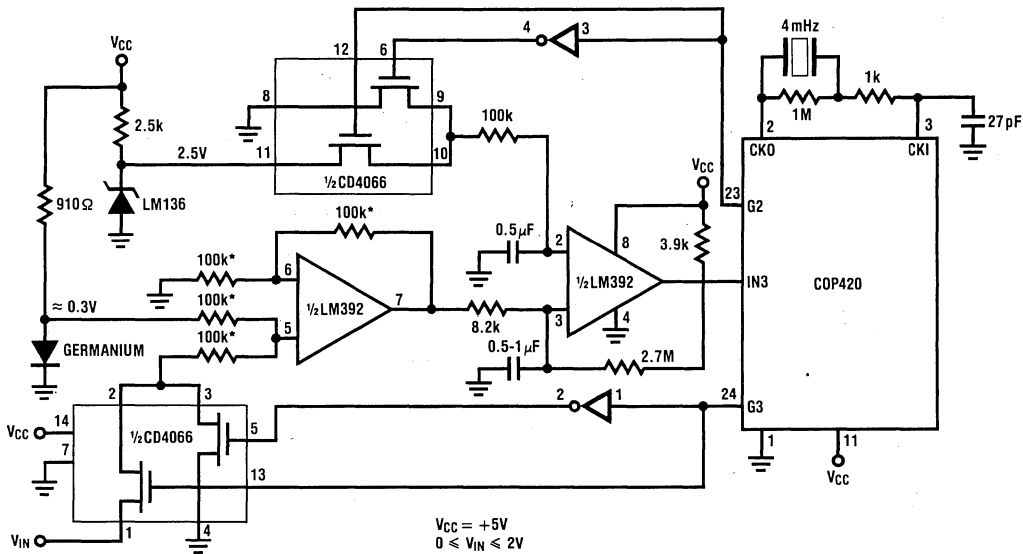 4
3
12
6
4mHz
VCC
8
9
1k
2.5k
100k
1M
27pF
2
3
2.5V
11
10
CKO
CKI
½CD4066
VCC
910Ω
LM136
23
G2
100k*
0.5μF
8
3.9k
2
100k*
6
½LM392
½LM392
7
IN3
COP420
≈ 0.3V
100k*
8.2k
3
4
5
GERMANIUM
100k*
0.5-1μF
2.7M
2
3
2
1
24
G3
14
VCC
½CD4066
5
7
13
1
11
VCC
VIN
1
4
VCC = +5V
0 ⩽ VIN ⩽ 2V